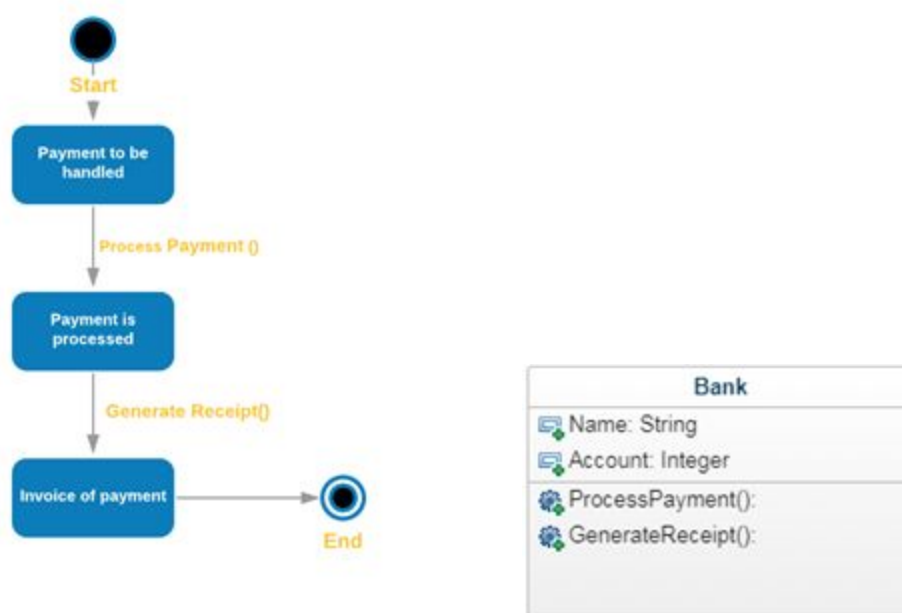 Start
Payment to be
handled
Process Payment ()
Payment is
processed
Generate Receipt()
Invoice of payment
End
Bank
Name: String
Account: Integer
ProcessPayment():
GenerateReceipt():